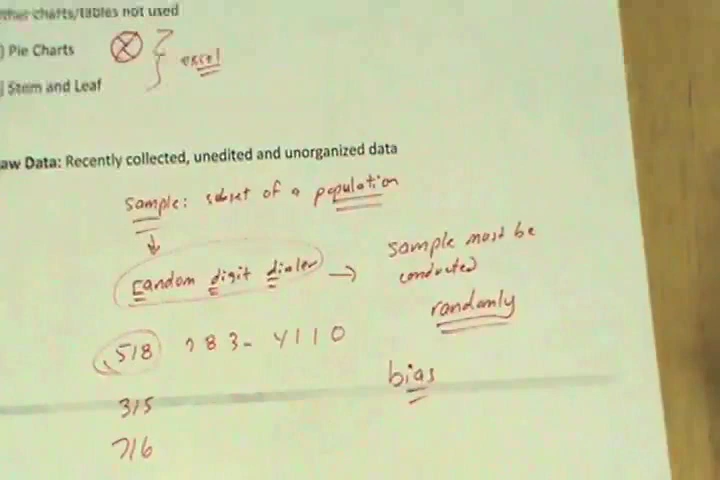 ther charts/tables not used
) Pie Charts
excel
) Stem and Leaf
aw Data: Recently collected, unedited and unorganized data
Sample: subset of a population
random digit dialer
sample must be
conducted
randomly
518 783-4110
bias
315
716